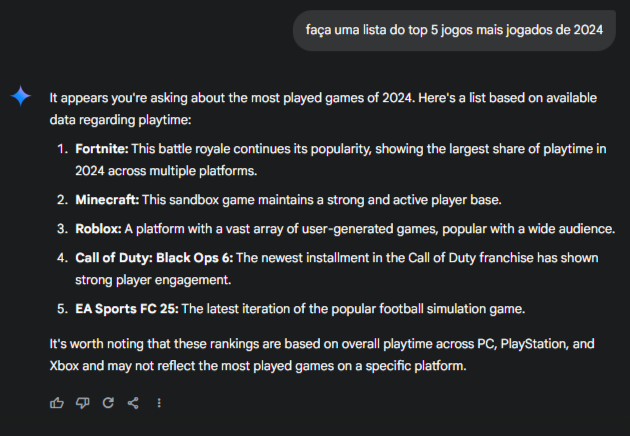 faça uma lista do top 5 jogos mais jogados de 2024
It appears you're asking about the most played games of 2024. Here's a list based on available
data regarding playtime:
1. Fortnite: This battle royale continues its popularity, showing the largest share of playtime in
2024 across multiple platforms.
2. Minecraft: This sandbox game maintains a strong and active player base.
3. Roblox: A platform with a vast array of user-generated games, popular with a wide audience.
4. Call of Duty: Black Ops 6: The newest installment in the Call of Duty franchise has shown
strong player engagement.
5. EA Sports FC 25: The latest iteration of the popular football simulation game.
It's worth noting that these rankings are based on overall playtime across PC, PlayStation, and
Xbox and may not reflect the most played games on a specific platform.